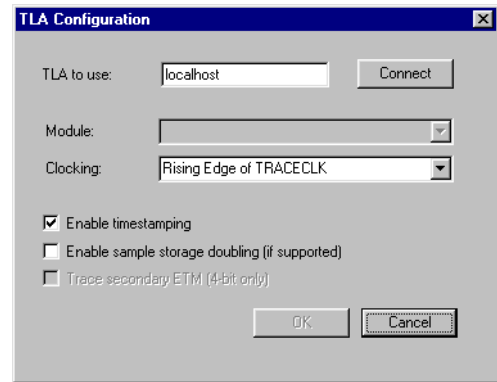 TLA Configuration
TLA to use: localhost Connect
Module:
Clocking: Rising Edge of TRACECLK
Enable timestamping
Enable sample storage doubling (if supported)
Trace secondary ETM (4-bit only)
OK Cancel